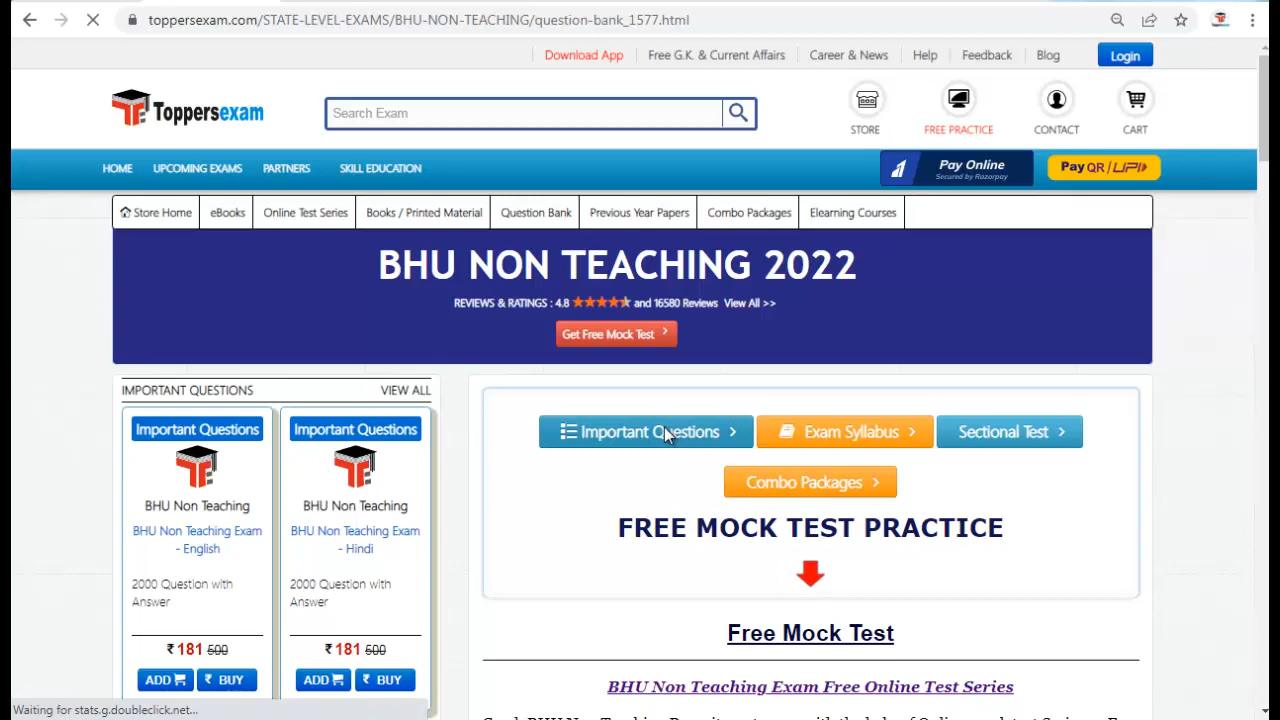 toppersexam.com/STATE-LEVEL-EXAMS/BHU-NON-TEACHING/question-bank_1577.html
Download App Free G.K. & Current Affairs Career & News Help Feedback Blog Login
Toppersexam
Search Exam
STORE FREE PRACTICE CONTACT CART
HOME UPCOMING EXAMS PARTNERS SKILL EDUCATION
Pay Online
Secured by Razorpay
Pay QR / UPI
Store Home eBooks Online Test Series Books / Printed Material Question Bank Previous Year Papers Combo Packages Elearning Courses
BHU NON TEACHING 2022
REVIEWS & RATINGS : 4.8 and 16580 Reviews View All >>
Get Free Mock Test >
IMPORTANT QUESTIONS VIEW ALL
Important Questions
BHU Non Teaching
BHU Non Teaching Exam
- English
2000 Question with
Answer
₹ 181 500
ADD ₹ BUY
Important Questions
BHU Non Teaching
BHU Non Teaching Exam
- Hindi
2000 Question with
Answer
₹ 181 500
ADD ₹ BUY
Important Questions > Exam Syllabus > Sectional Test >
Combo Packages >
FREE MOCK TEST PRACTICE
Free Mock Test
BHU Non Teaching Exam Free Online Test Series
Waiting for stats.g.doubleclick.net...